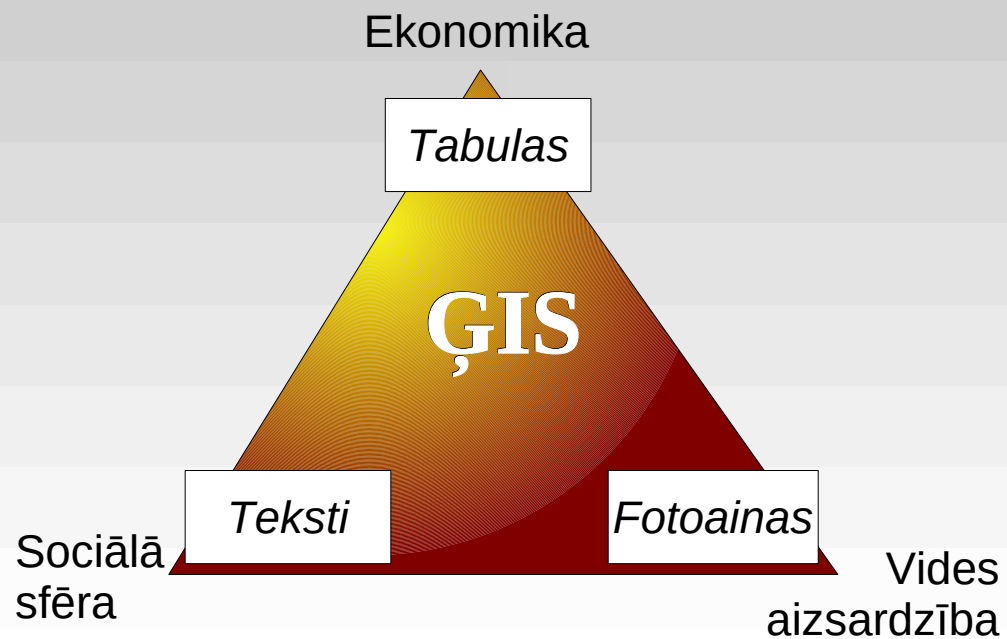 Ekonomika
Tabulas
ĢIS
Teksti
Fotoainas
Sociālā
sfēra
Vides
aizsardzība